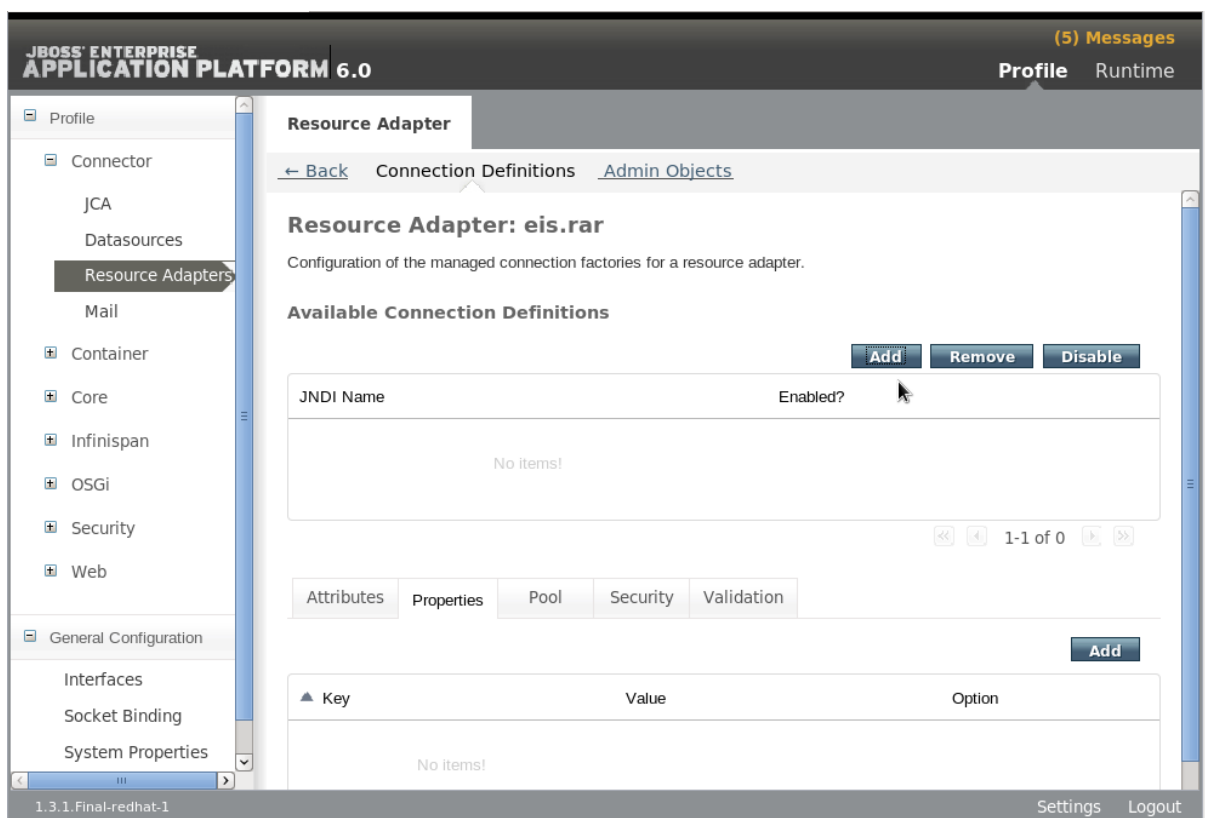 (5) Messages
JBOSS' ENTERPRISE
APPLICATION PLATFORM 6.0
Profile Runtime
Profile
Connector
JCA
Datasources
Resource Adapters
Mail
Container
Core
Infinispan
OSGi
Security
Web
General Configuration
Interfaces
Socket Binding
System Properties
Resource Adapter
← Back Connection Definitions Admin Objects
Resource Adapter: eis.rar
Configuration of the managed connection factories for a resource adapter.
Available Connection Definitions
Add Remove Disable
JNDI Name Enabled?
No items!
1-1 of 0
Attributes Properties Pool Security Validation
Add
Key Value Option
No items!
1.3.1.Final-redhat-1
Settings Logout